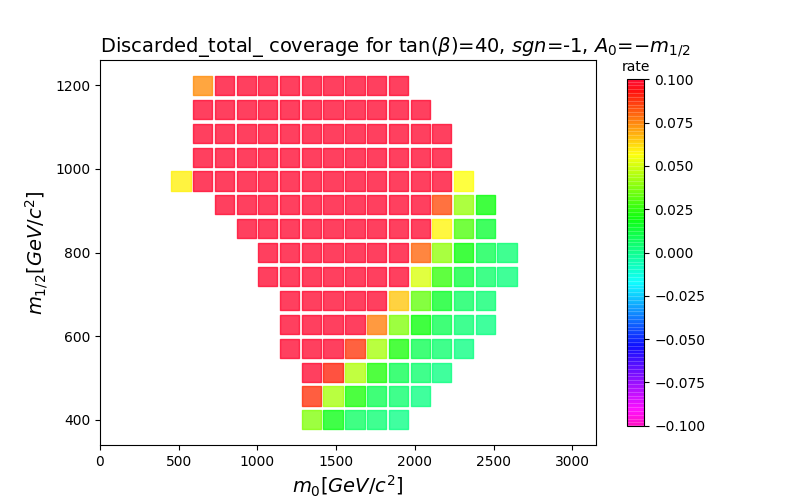 Discarded_total_ coverage for tan(β)=40, sgn=-1, A₀=−m₁/₂
rate
0.100
1200
0.075
0.050
1000
0.025
m₁/₂[GeV/c²]
800
0.000
−0.025
600
−0.050
−0.075
400
−0.100
0 500 1000 1500 2000 2500 3000
m₀[GeV/c²]